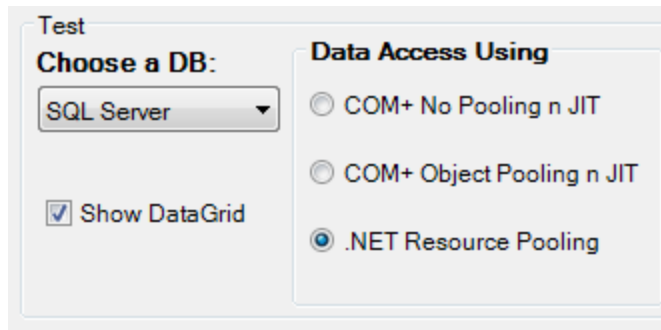 Test
Choose a DB:
SQL Server
Show DataGrid
Data Access Using
COM+ No Pooling n JIT
COM+ Object Pooling n JIT
.NET Resource Pooling